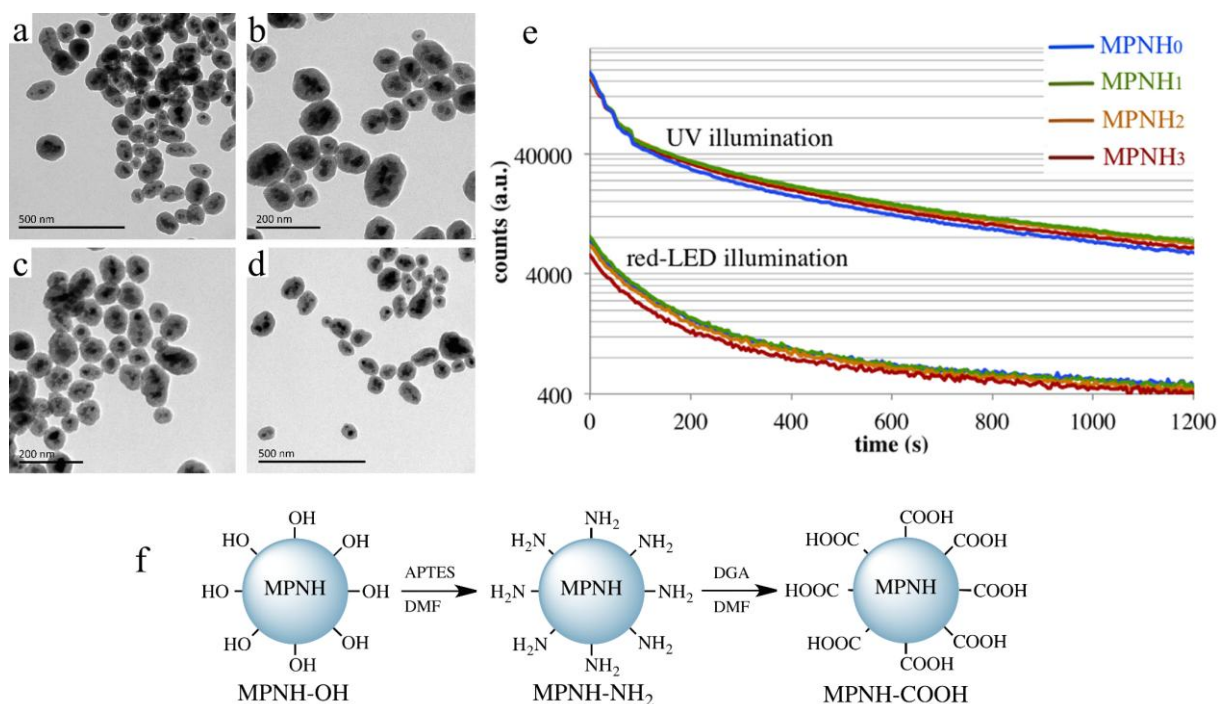 a
500 nm
b
200 nm
c
200 nm
d
500 nm
e
MPNH0
MPNH1
MPNH2
MPNH3
UV illumination
red-LED illumination
counts (a.u.)
40000
4000
400
0 200 400 600 800 1000 1200
time (s)
f
OH
HO OH
HO MPNH OH
HO OH
OH
MPNH-OH
APTES
DMF
NH2
H2N NH2
H2N MPNH NH2
H2N NH2
NH2
MPNH-NH2
DGA
DMF
COOH
HOOC COOH
HOOC MPNH COOH
HOOC COOH
COOH
MPNH-COOH